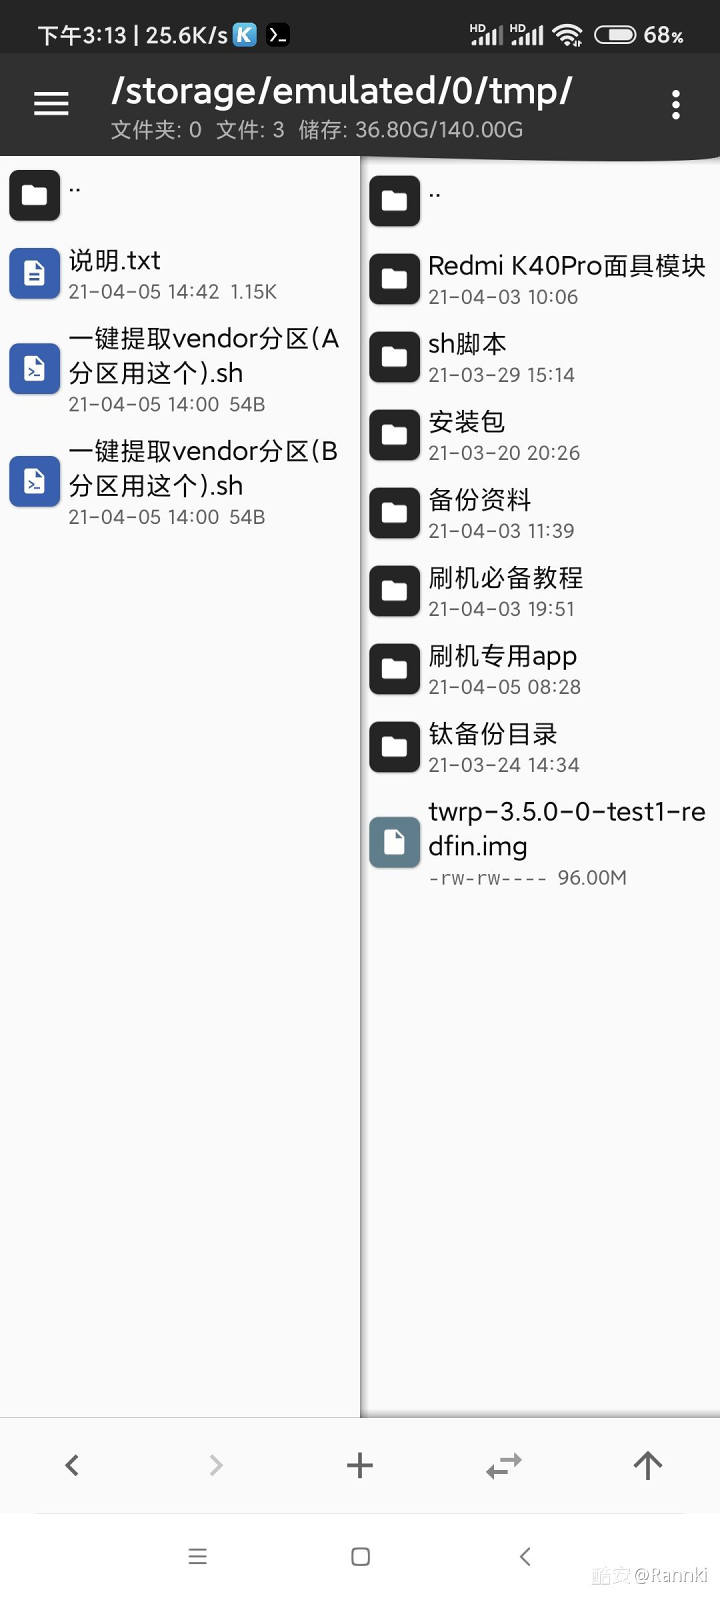 下午3:13 | 25.6K/s
HD HD 68%
/storage/emulated/0/tmp/
文件夹: 0 文件: 3 储存: 36.80G/140.00G
..
说明.txt
21-04-05 14:42 1.15K
一键提取vendor分区(A
分区用这个).sh
21-04-05 14:00 54B
一键提取vendor分区(B
分区用这个).sh
21-04-05 14:00 54B
..
Redmi K40Pro面具模块
21-04-03 10:06
sh脚本
21-03-29 15:14
安装包
21-03-20 20:26
备份资料
21-04-03 11:39
刷机必备教程
21-04-03 19:51
刷机专用app
21-04-05 08:28
钛备份目录
21-03-24 14:34
twrp-3.5.0-0-test1-re
dfin.img
-rw-rw---- 96.00M
酷安@Rannki